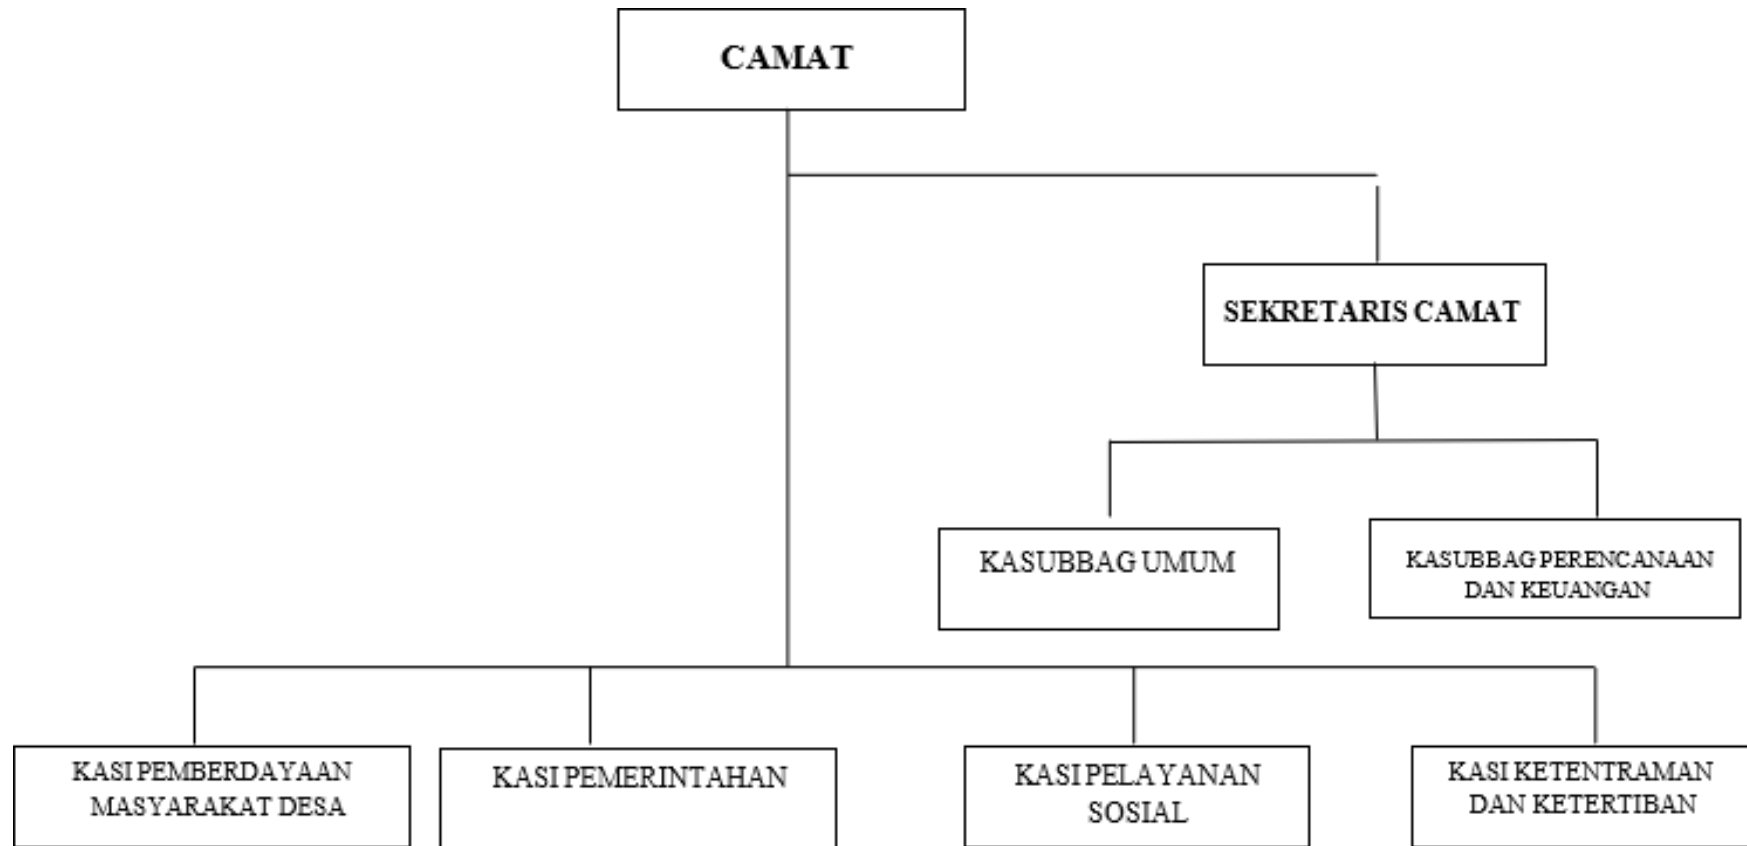 CAMAT
SEKRETARIS CAMAT
KASUBBAG UMUM
KASUBBAG PERENCANAAN
DAN KEUANGAN
KASI PEMBERDAYAAN
MASYARAKAT DESA
KASI PEMERINTAHAN
KASI PELAYANAN
SOSIAL
KASI KETENTRAMAN
DAN KETERTIBAN